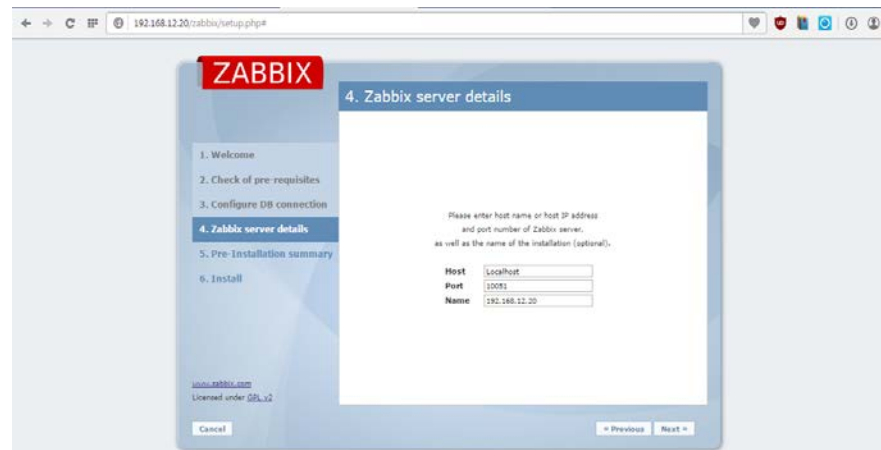 192.168.12.20/zabbix/setup.php#
ZABBIX
4. Zabbix server details
1. Welcome
2. Check of pre-requisites
3. Configure DB connection
4. Zabbix server details
5. Pre-Installation summary
6. Install
Please enter host name or host IP address
and port number of Zabbix server,
as well as the name of the installation (optional).
Host Localhost
Port 10051
Name 192.168.12.20
www.zabbix.com
Licensed under GPL v2
Cancel
« Previous Next »